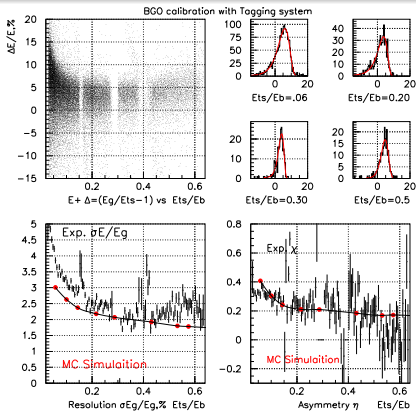 BGO calibration with Tagging system
ΔE/E,%
20
15
10
5
0
-5
-10
-15
0.2 0.4 0.6
E+ Δ=(Eg/Ets-1) vs Ets/Eb
100
75
50
25
0
0 20
Ets/Eb=.06
40
20
0
0 20
Ets/Eb=0.20
20
10
0
0 20
Ets/Eb=0.30
20
15
10
5
0
0 20
Ets/Eb=0.5
Exp. σE/Eg
5
4.5
4
3.5
3
2.5
2
1.5
1
0.5
0
MC Simulaition
0.2 0.4 0.6
Resolution σEg/Eg,% Ets/Eb
Exp. χ
0.8
0.6
0.4
0.2
0
-0.2
MC Simulaition
0.2 0.4 0.6
Asymmetry η Ets/Eb